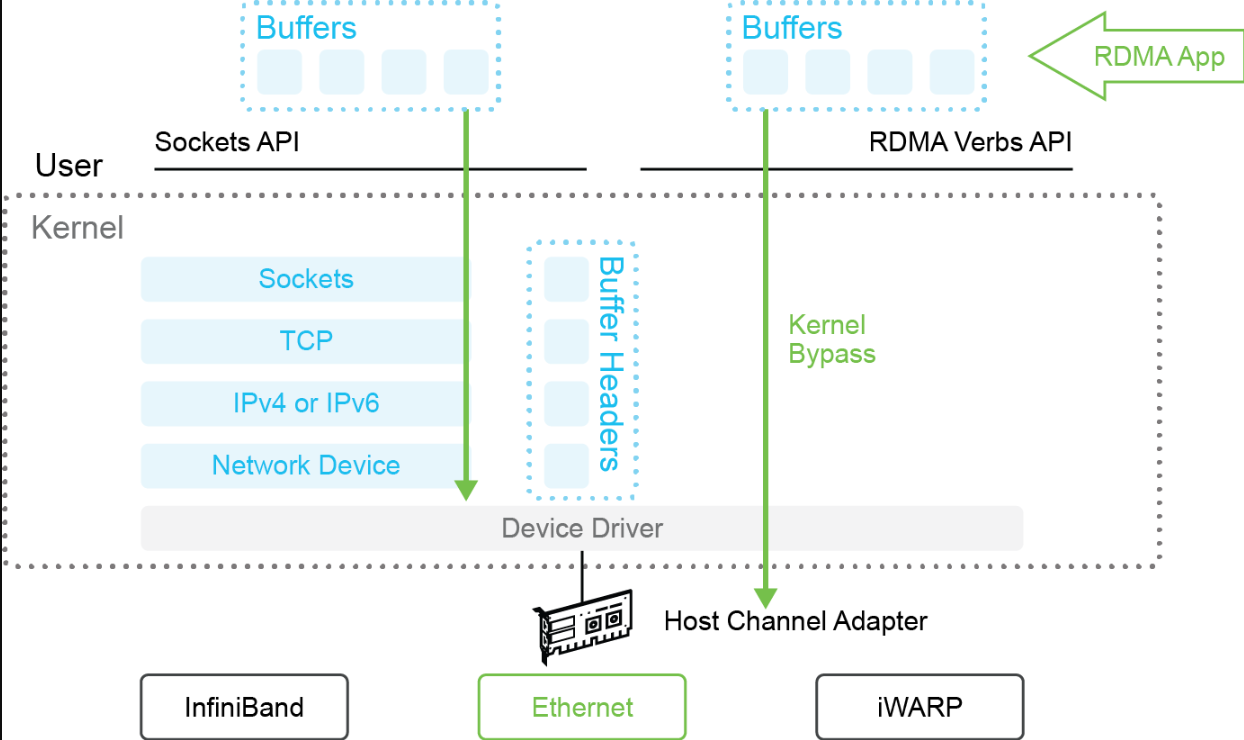 Buffers
Buffers
RDMA App
Sockets API
RDMA Verbs API
User
Kernel
Sockets
TCP
IPv4 or IPv6
Network Device
Buffer Headers
Kernel
Bypass
Device Driver
Host Channel Adapter
InfiniBand
Ethernet
iWARP